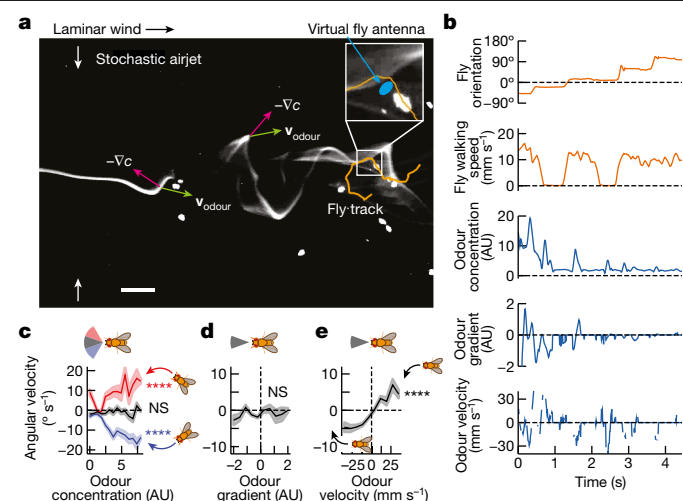 a
Laminar wind
Virtual fly antenna
Stochastic airjet
−∇c
v odour
−∇c
v odour
Fly track
b
180°
90°
0°
−90°
Fly orientation
20
10
0
Fly walking speed (mm s⁻¹)
20
10
0
Odour concentration (AU)
2
0
−2
Odour gradient (AU)
30
0
−30
Odour velocity (mm s⁻¹)
0 1 2 3 4
Time (s)
c
Angular velocity (° s⁻¹)
20
10
0
−10
−20
****
NS
****
0 5
Odour concentration (AU)
d
10
0
−10
NS
−2 0 2
Odour gradient (AU)
e
10
0
−10
****
−25 0 25
Odour velocity (mm s⁻¹)